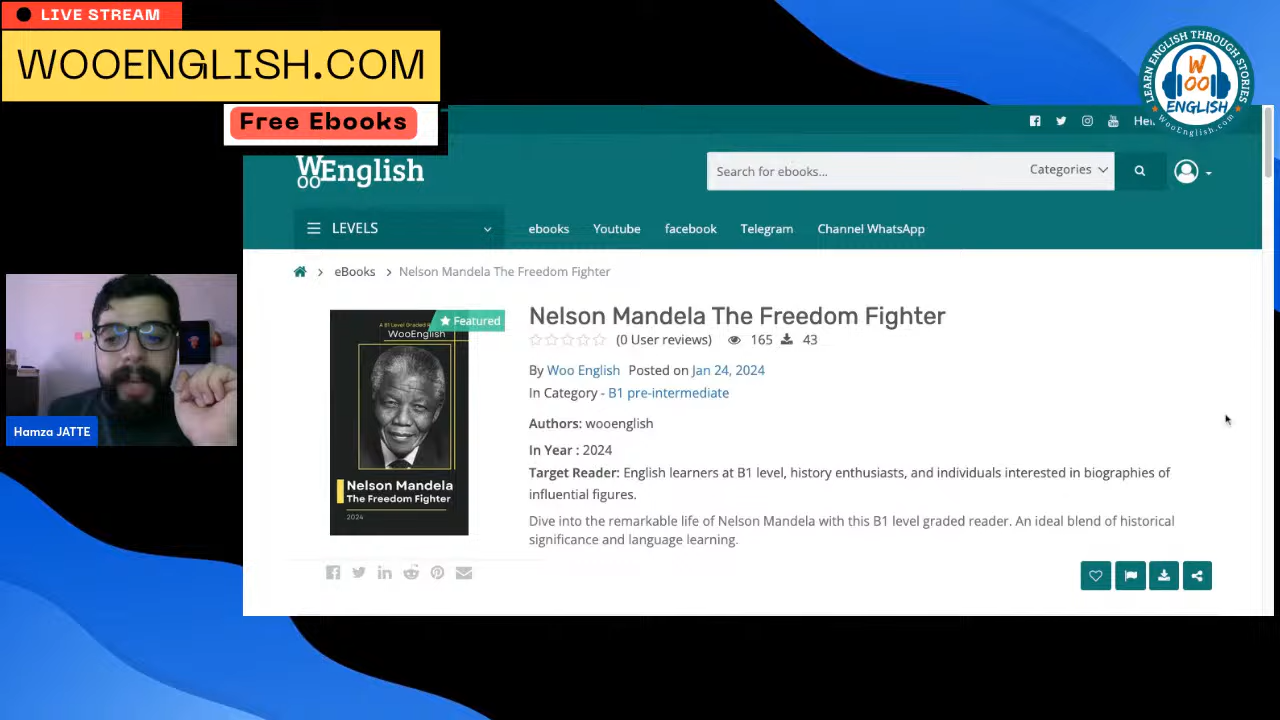 LIVE STREAM
WOOENGLISH.COM
Free Ebooks
LEARN ENGLISH THROUGH STORIES
WOO
ENGLISH
WooEnglish.com
WooEnglish
Search for ebooks...
Categories
LEVELS
ebooks
Youtube
facebook
Telegram
Channel WhatsApp
eBooks
Nelson Mandela The Freedom Fighter
Featured
WooEnglish
Nelson Mandela
The Freedom Fighter
2024
Nelson Mandela The Freedom Fighter
(0 User reviews) 165 43
By Woo English Posted on Jan 24, 2024
In Category - B1 pre-intermediate
Authors: wooenglish
In Year : 2024
Target Reader: English learners at B1 level, history enthusiasts, and individuals interested in biographies of
influential figures.
Dive into the remarkable life of Nelson Mandela with this B1 level graded reader. An ideal blend of historical
significance and language learning.
Hamza JATTE